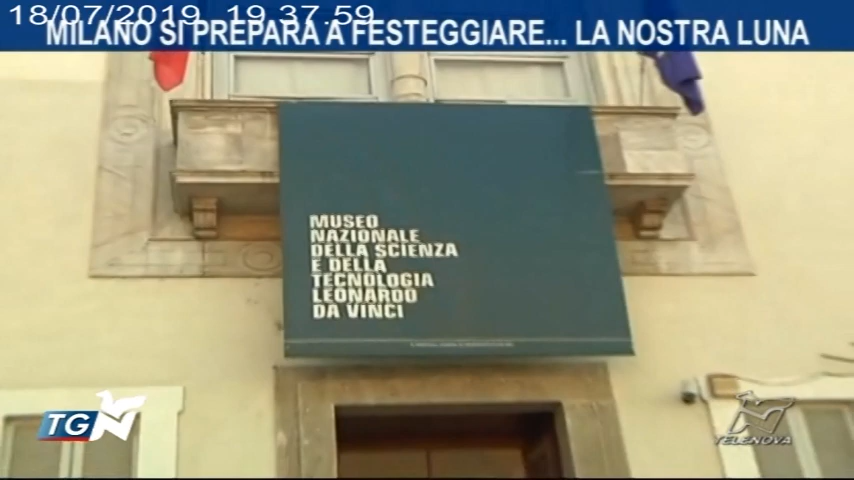 18/07/2019 19:37:59
MILANO SI PREPARA A FESTEGGIARE... LA NOSTRA LUNA
MUSEO
NAZIONALE
DELLA SCIENZA
E DELLA
TECNOLOGIA
LEONARDO
DA VINCI
TGN
TELENOVA